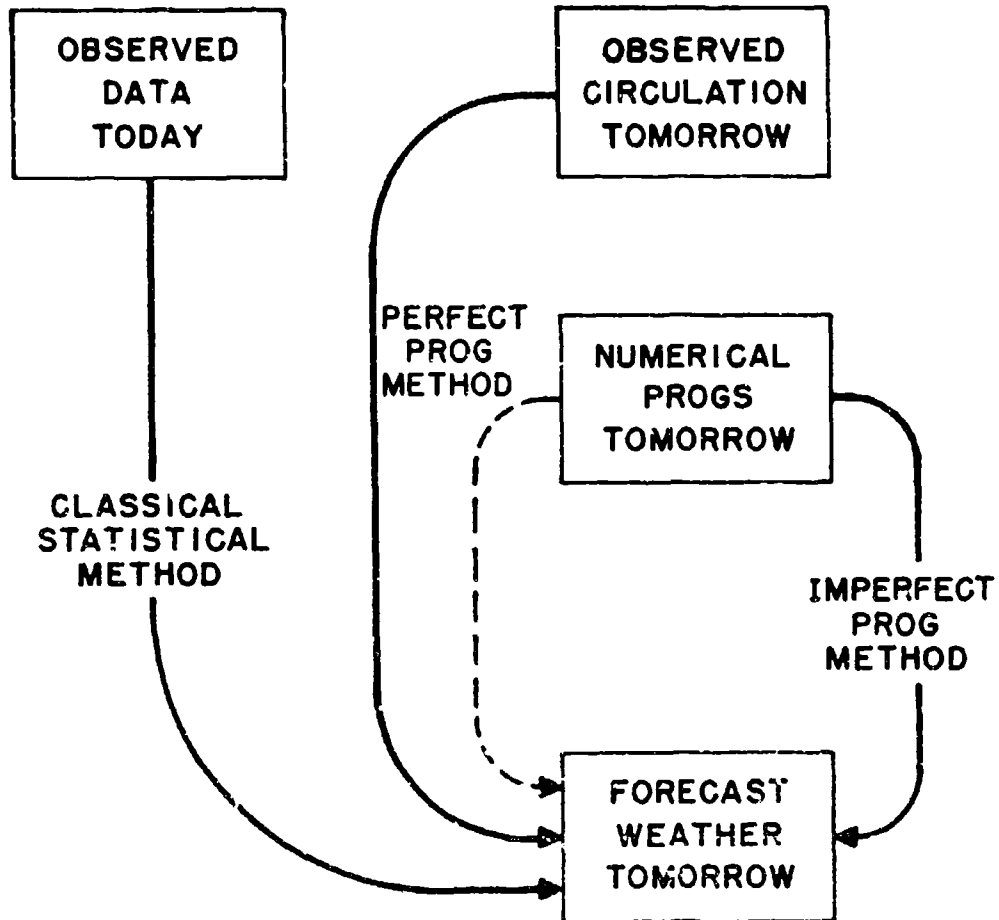 OBSERVED
DATA
TODAY
OBSERVED
CIRCULATION
TOMORROW
PERFECT
PROG
METHOD
NUMERICAL
PROGS
TOMORROW
CLASSICAL
STATISTICAL
METHOD
IMPERFECT
PROG
METHOD
FORECAST
WEATHER
TOMORROW